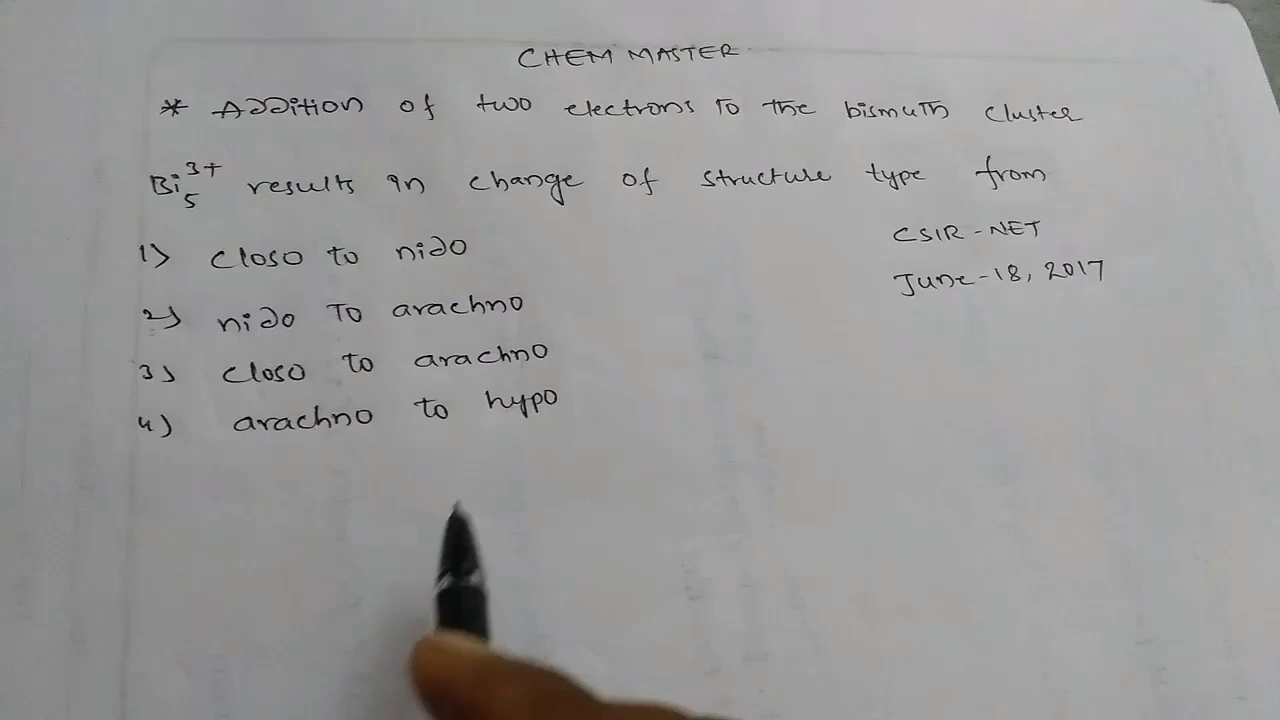 CHEM MASTER
* Addition of two electrons to the bismuth cluster
Bi₅³⁺ results in change of structure type from
CSIR-NET
June-18, 2017
1) closo to nido
2) nido to arachno
3) closo to arachno
4) arachno to hypo